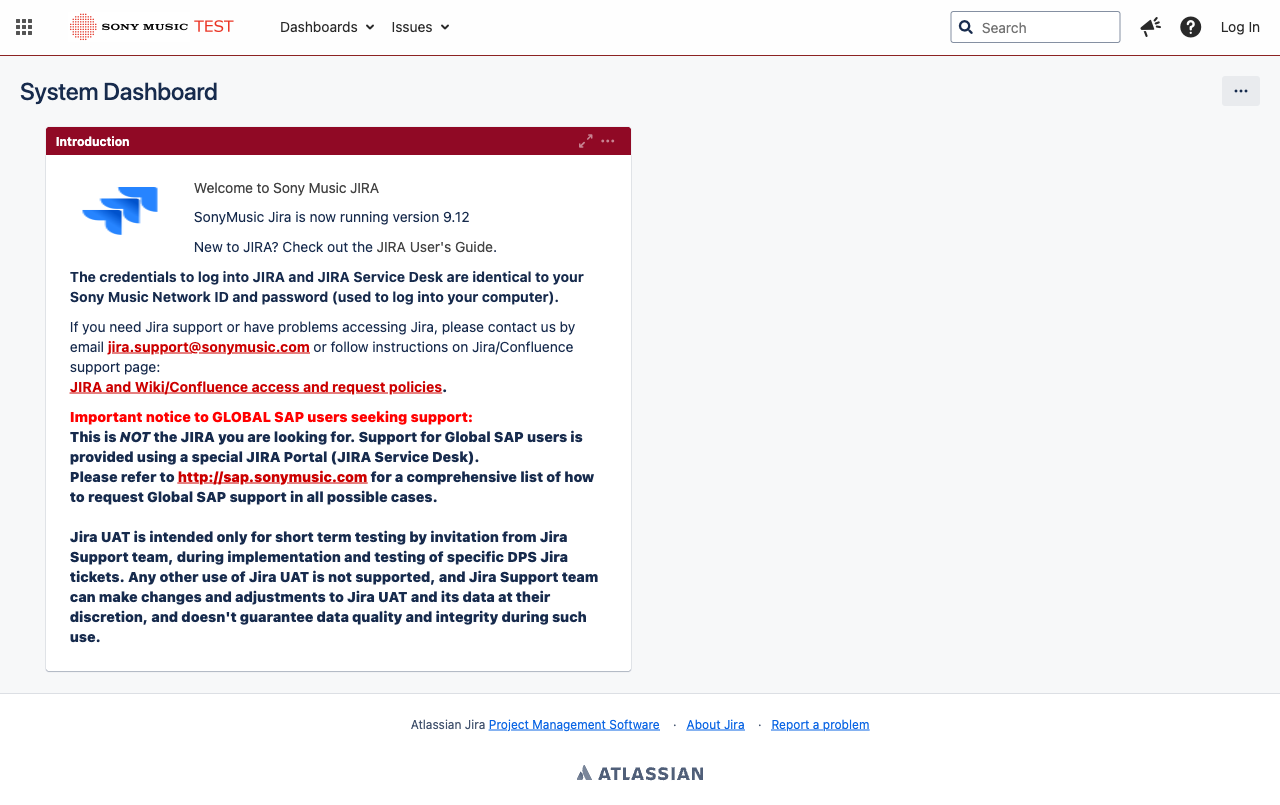 SONY MUSIC TEST
Dashboards
Issues
Search
Log In
System Dashboard
Introduction
Welcome to Sony Music JIRA
SonyMusic Jira is now running version 9.12
New to JIRA? Check out the JIRA User's Guide.
The credentials to log into JIRA and JIRA Service Desk are identical to your
Sony Music Network ID and password (used to log into your computer).
If you need Jira support or have problems accessing Jira, please contact us by
email jira.support@sonymusic.com or follow instructions on Jira/Confluence
support page:
JIRA and Wiki/Confluence access and request policies.
Important notice to GLOBAL SAP users seeking support:
This is NOT the JIRA you are looking for. Support for Global SAP users is
provided using a special JIRA Portal (JIRA Service Desk).
Please refer to http://sap.sonymusic.com for a comprehensive list of how
to request Global SAP support in all possible cases.
Jira UAT is intended only for short term testing by invitation from Jira
Support team, during implementation and testing of specific DPS Jira
tickets. Any other use of Jira UAT is not supported, and Jira Support team
can make changes and adjustments to Jira UAT and its data at their
discretion, and doesn't guarantee data quality and integrity during such
use.
Atlassian Jira Project Management Software · About Jira · Report a problem
ATLASSIAN